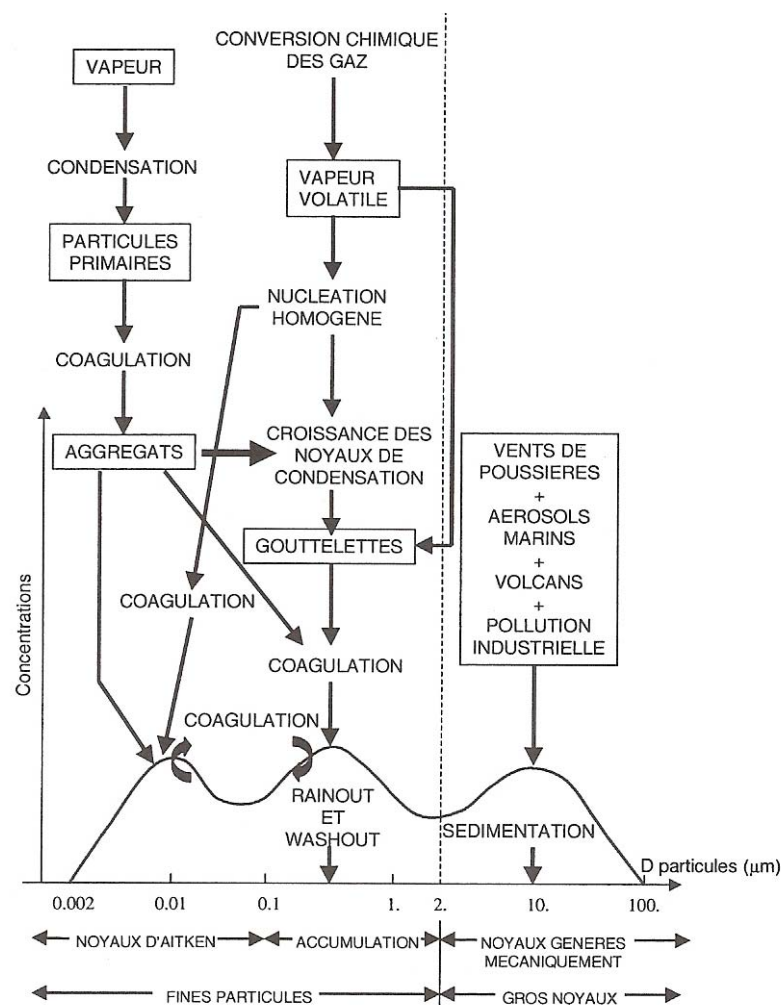 CONVERSION CHIMIQUE
DES GAZ
VAPEUR
CONDENSATION
VAPEUR
VOLATILE
PARTICULES
PRIMAIRES
NUCLEATION
HOMOGENE
COAGULATION
AGGREGATS
CROISSANCE DES
NOYAUX DE
CONDENSATION
VENTS DE
POUSSIERES
+
AEROSOLS
MARINS
+
VOLCANS
+
POLLUTION
INDUSTRIELLE
GOUTTELETTES
COAGULATION
COAGULATION
Concentrations
COAGULATION
RAINOUT
ET
WASHOUT
SEDIMENTATION
D particules (µm)
0.002 0.01 0.1 1. 2. 10. 100.
NOYAUX D'AITKEN
ACCUMULATION
NOYAUX GENERES
MECANIQUEMENT
FINES PARTICULES
GROS NOYAUX